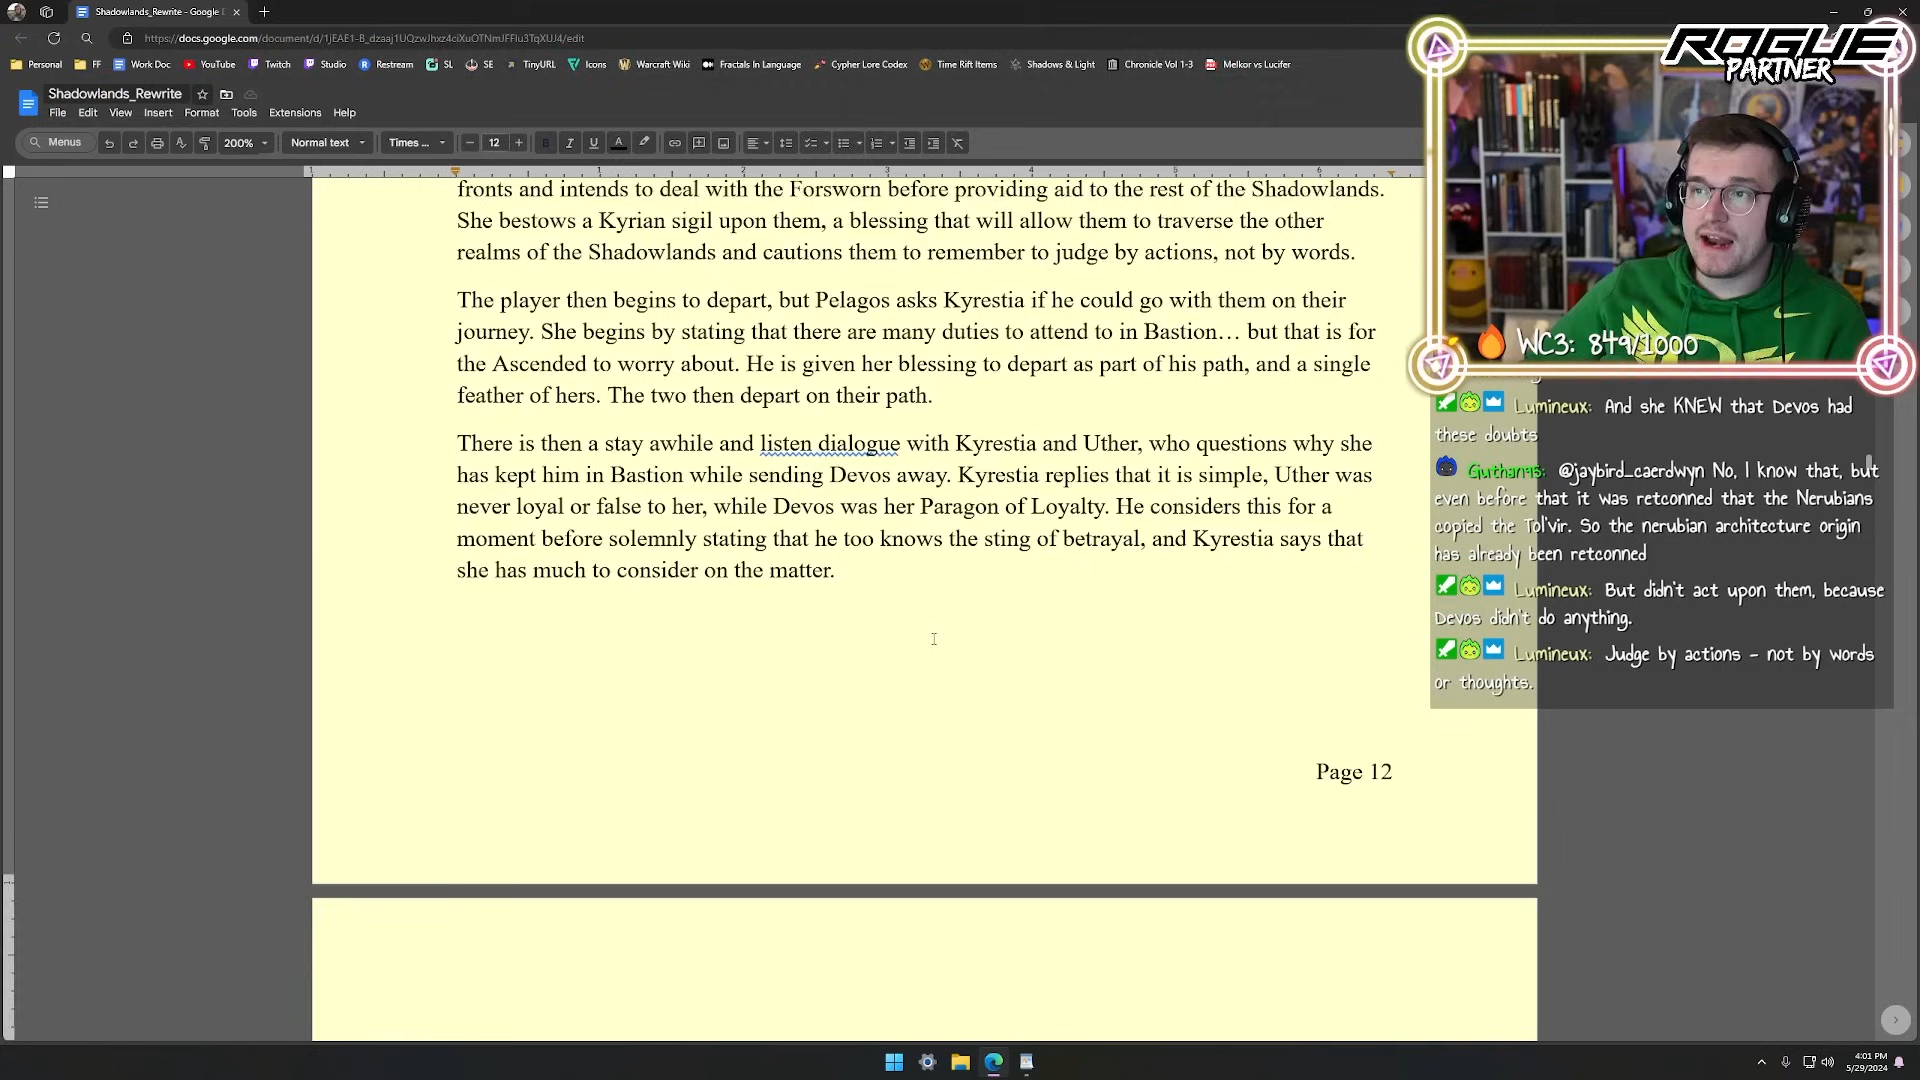 Shadowlands_Rewrite - Google D
https://docs.google.com/document/d/1jEAE1-B_dzaaj1UQzwJhxz4ciXuOTNmJFFlu3TqXUJ4/edit
Personal FF Work Doc YouTube Twitch Studio Restream SL SE TinyURL Icons Warcraft Wiki Fractals In Language Cypher Lore Codex Time Rift Items Shadows & Light Chronicle Vol 1-3 Melkor vs Lucifer
Shadowlands_Rewrite
File Edit View Insert Format Tools Extensions Help
Menus 200% Normal text Times ... 12
fronts and intends to deal with the Forsworn before providing aid to the rest of the Shadowlands.
She bestows a Kyrian sigil upon them, a blessing that will allow them to traverse the other
realms of the Shadowlands and cautions them to remember to judge by actions, not by words.
The player then begins to depart, but Pelagos asks Kyrestia if he could go with them on their
journey. She begins by stating that there are many duties to attend to in Bastion… but that is for
the Ascended to worry about. He is given her blessing to depart as part of his path, and a single
feather of hers. The two then depart on their path.
There is then a stay awhile and listen dialogue with Kyrestia and Uther, who questions why she
has kept him in Bastion while sending Devos away. Kyrestia replies that it is simple, Uther was
never loyal or false to her, while Devos was her Paragon of Loyalty. He considers this for a
moment before solemnly stating that he too knows the sting of betrayal, and Kyrestia says that
she has much to consider on the matter.
Page 12
ROGUE
PARTNER
WC3: 849/1000
Lumineux: And she KNEW that Devos had
these doubts
Guthangs: @jaybird_caerdwyn No, I know that, but
even before that it was retconned that the Nerubians
copied the Tol'vir. So the nerubian architecture origin
has already been retconned
Lumineux: But didn't act upon them, because
Devos didn't do anything.
Lumineux: Judge by actions - not by words
or thoughts.
4:01 PM
5/29/2024